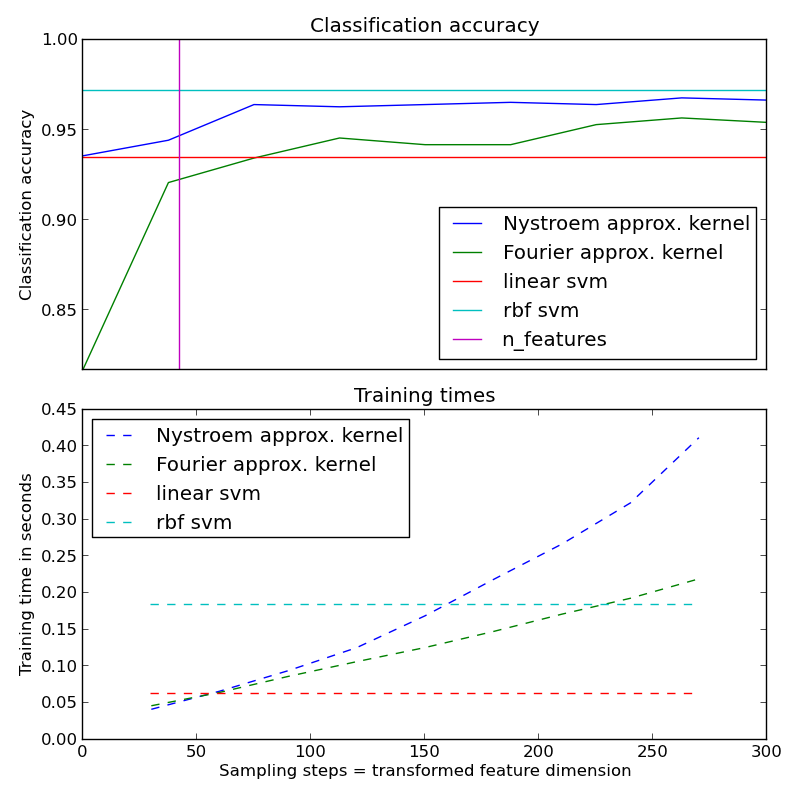 Classification accuracy
1.00
0.95
0.90
0.85
Classification accuracy
Nystroem approx. kernel
Fourier approx. kernel
linear svm
rbf svm
n_features
Training times
0.45
0.40
0.35
0.30
0.25
0.20
0.15
0.10
0.05
0.00
Training time in seconds
Nystroem approx. kernel
Fourier approx. kernel
linear svm
rbf svm
0 50 100 150 200 250 300
Sampling steps = transformed feature dimension